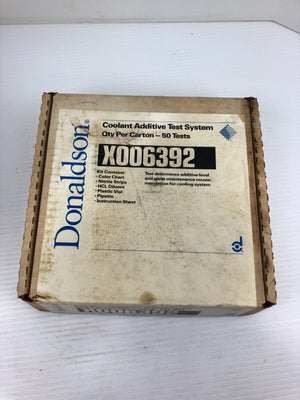 Donaldson®
Coolant Additive Test System
Qty Per Carton – 50 Tests
X006392
Kit Contains:
• Color Chart
• Nitrite Strips
• HCL Diluent
• Plastic Vial
• Pipette
• Instruction Sheet
Test determines additive level
and gives maintenance recom-
mendation for cooling system